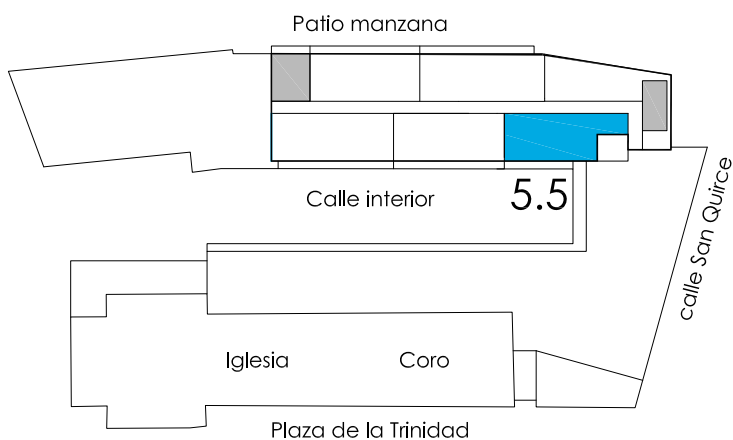 Patio manzana
Calle interior
5.5
calle San Quirce
Iglesia
Coro
Plaza de la Trinidad